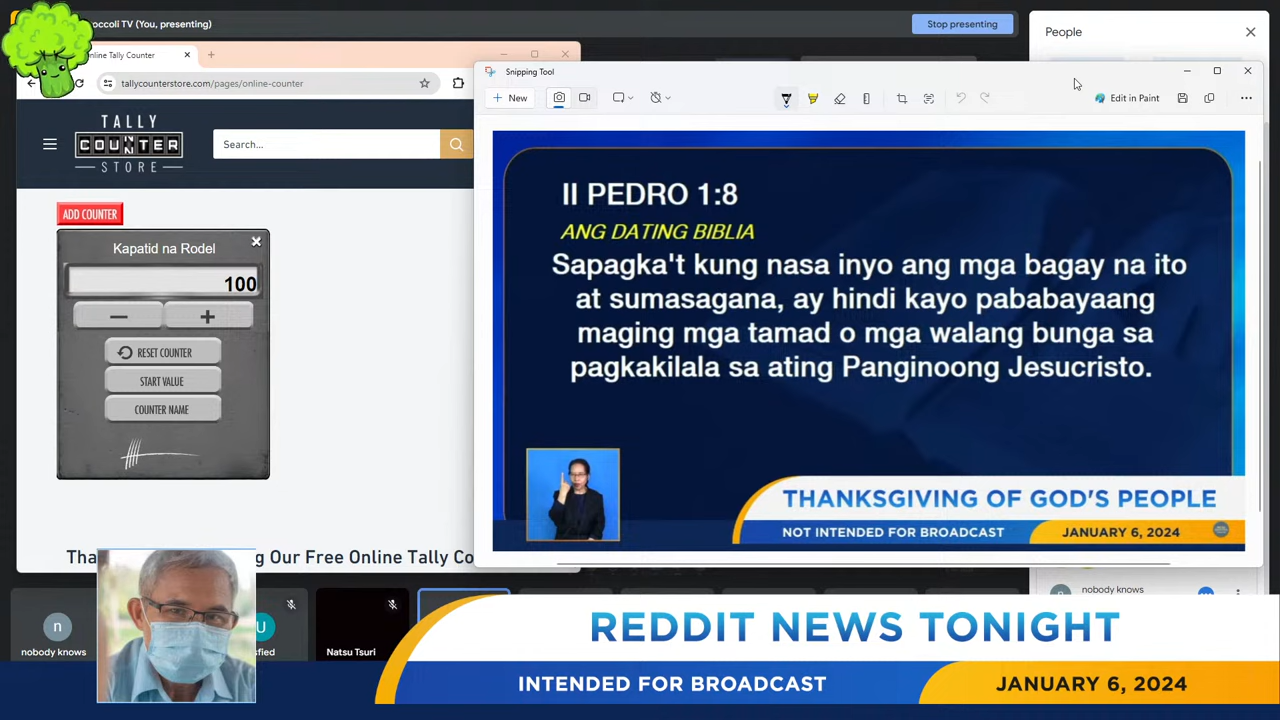 occoli TV (You, presenting)
Stop presenting
People
nline Tally Counter
tallycounterstore.com/pages/online-counter
Snipping Tool
New
Edit in Paint
TALLY
COUNTER
STORE
Search...
ADD COUNTER
Kapatid na Rodel
100
RESET COUNTER
START VALUE
COUNTER NAME
II PEDRO 1:8
ANG DATING BIBLIA
Sapagka't kung nasa inyo ang mga bagay na ito
at sumasagana, ay hindi kayo pababayaang
maging mga tamad o mga walang bunga sa
pagkakilala sa ating Panginoong Jesucristo.
THANKSGIVING OF GOD'S PEOPLE
NOT INTENDED FOR BROADCAST
JANUARY 6, 2024
Tha
g Our Free Online Tally Co
nobody knows
n
nobody knows
U
sfied
Natsu Tsuri
n
REDDIT NEWS TONIGHT
INTENDED FOR BROADCAST
JANUARY 6, 2024